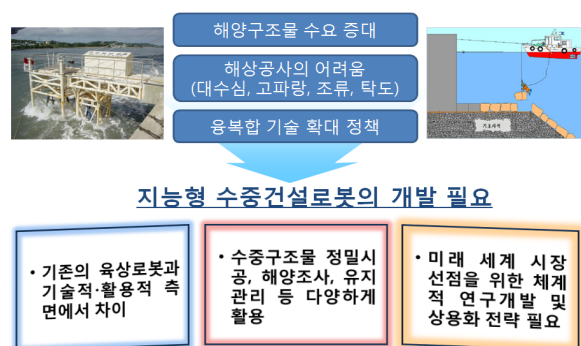 해양구조물 수요 증대
해상공사의 어려움
(대수심, 고파랑, 조류, 탁도)
융복합 기술 확대 정책
지능형 수중건설로봇의 개발 필요
• 기존의 육상로봇과
기술적·활용적 측
면에서 차이
• 수중구조물 정밀시
공, 해양조사, 유지
관리 등 다양하게
활용
• 미래 세계 시장
선점을 위한 체계
적 연구개발 및
상용화 전략 필요